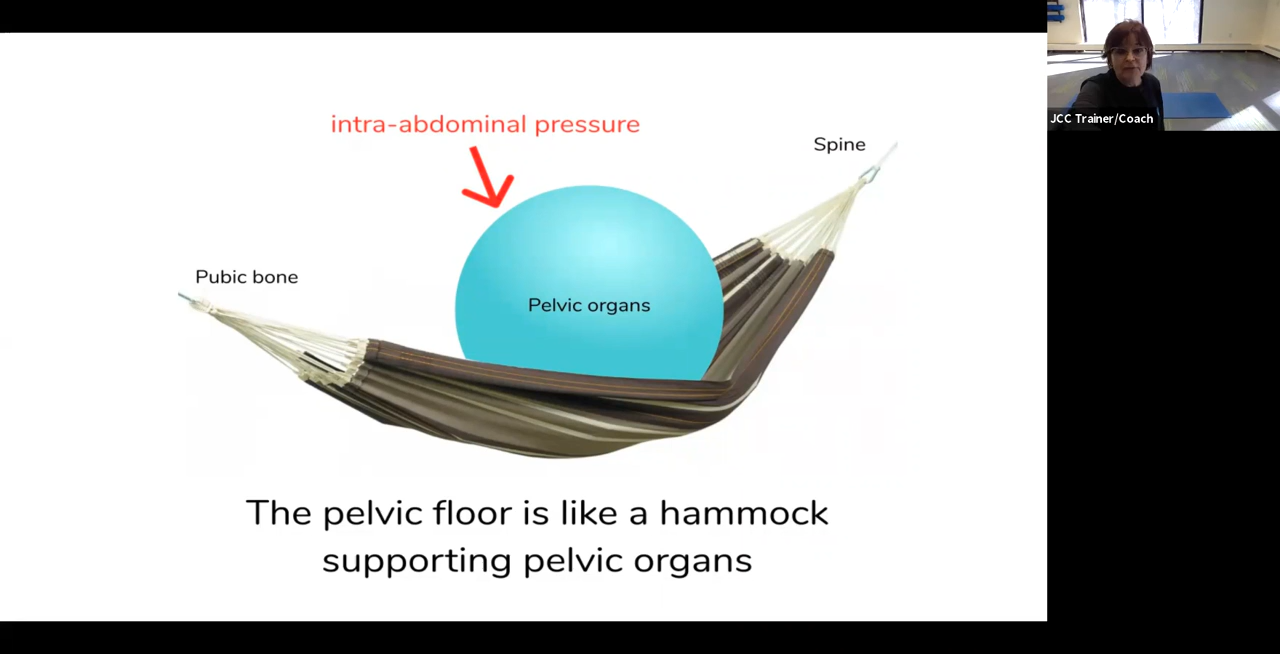 intra-abdominal pressure
Spine
Pubic bone
Pelvic organs
The pelvic floor is like a hammock
supporting pelvic organs
JCC Trainer/Coach